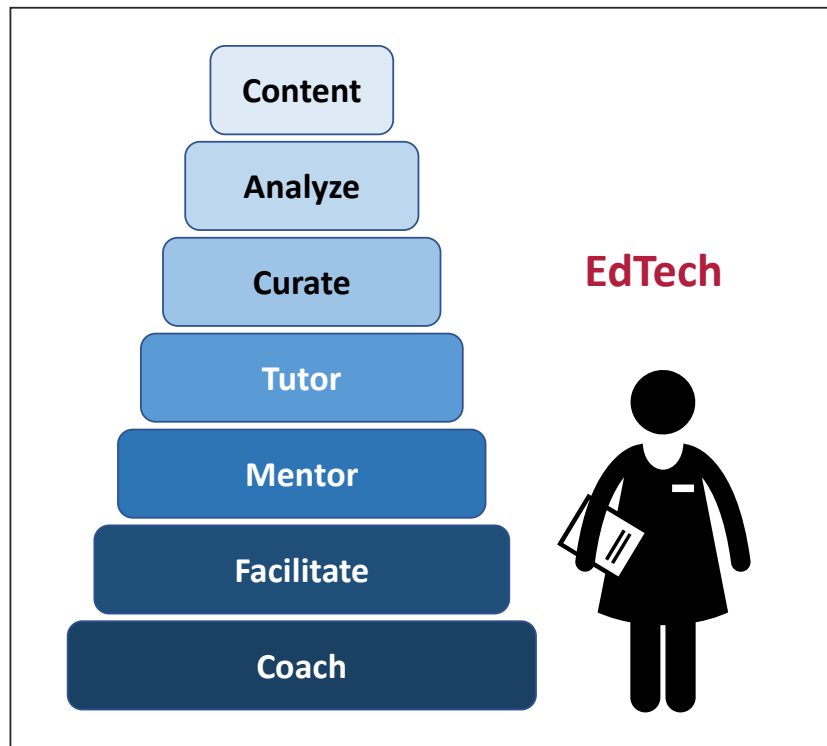 Content
Analyze
Curate
EdTech
Tutor
Mentor
Facilitate
Coach